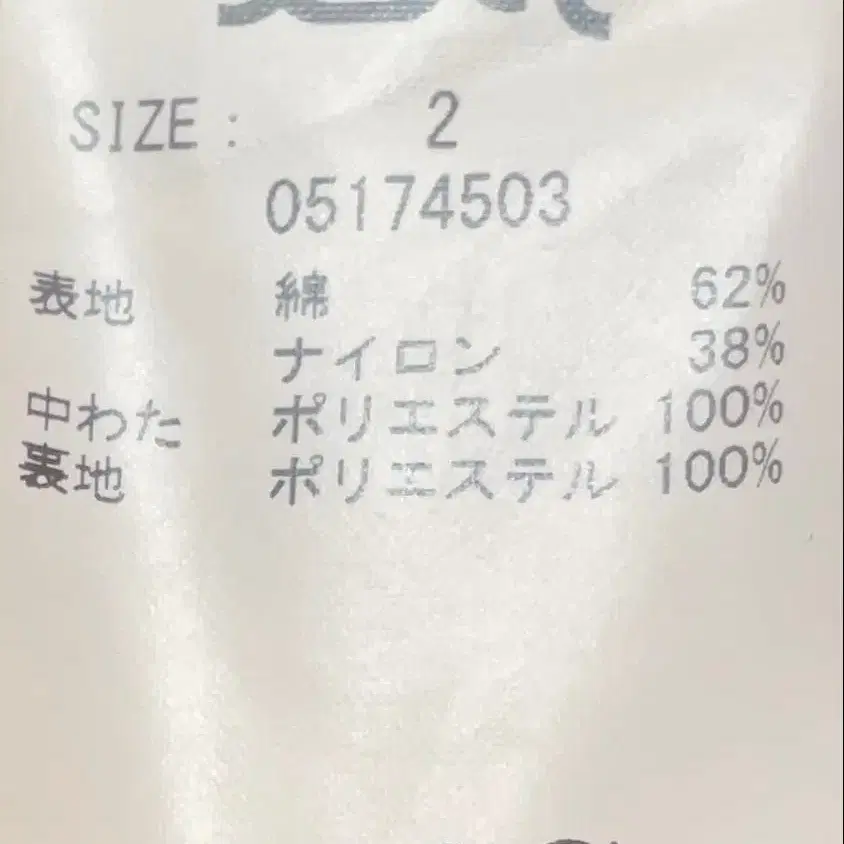 SIZE : 2
05174503
表地 綿 62%
ナイロン 38%
中わた ポリエステル 100%
裏地 ポリエステル 100%